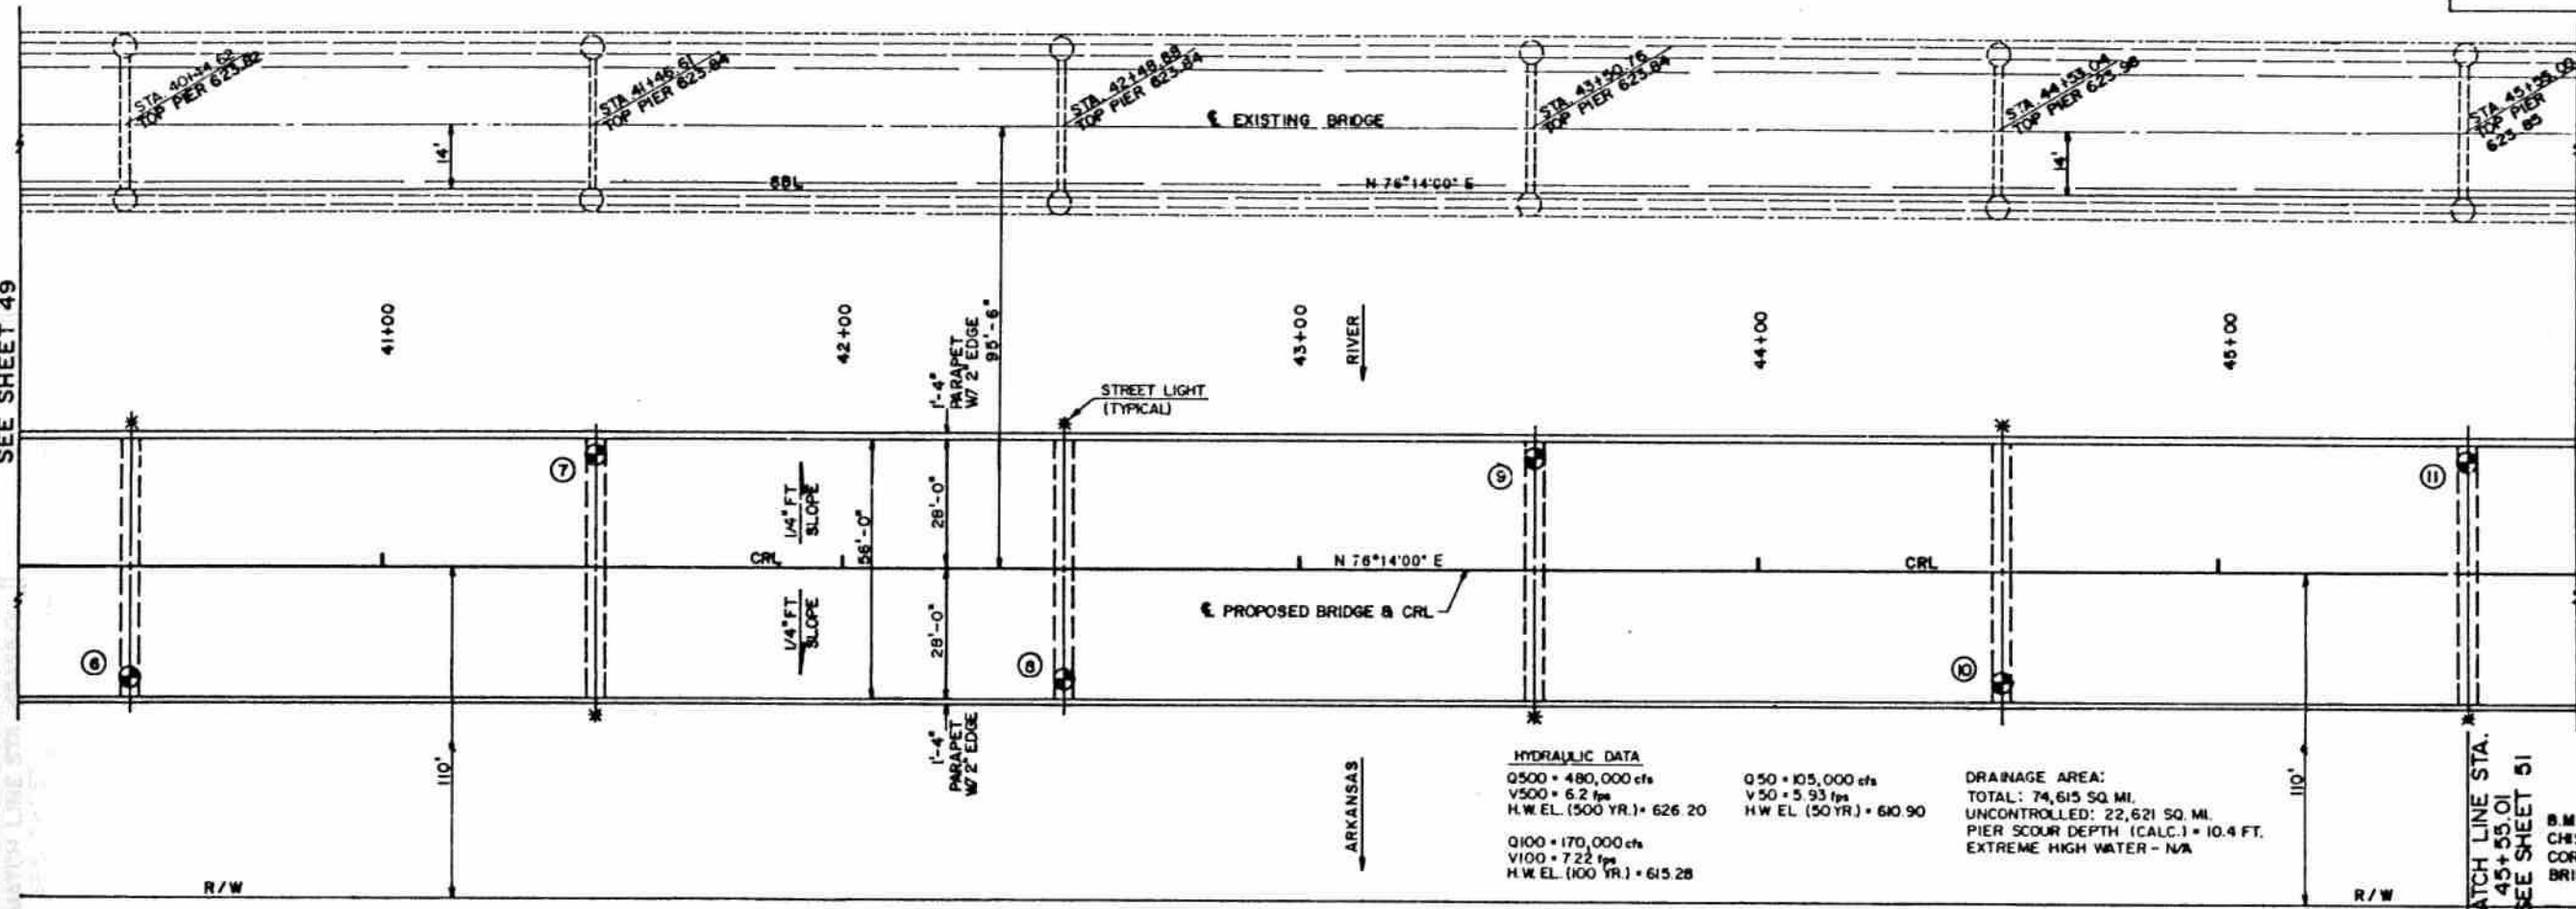 SEE SHEET 49
STA. 40+44.62
TOP PIER 623.82
STA. 41+46.61
TOP PIER 623.84
STA. 42+48.88
TOP PIER 623.84
STA. 43+50.76
TOP PIER 623.84
STA. 44+53.04
TOP PIER 623.98
STA. 45+55.00
TOP PIER
623.85
℄ EXISTING BRIDGE
14'
14'
SBL
N 76°14'00" E
41+00
42+00
43+00
44+00
45+00
RIVER
95'-6"
1'-4"
PARAPET
W/ 2" EDGE
STREET LIGHT
(TYPICAL)
7
9
11
1/4" FT
SLOPE
56'-0"
28'-0"
CRL
N 76°14'00" E
CRL
1/4" FT
SLOPE
28'-0"
℄ PROPOSED BRIDGE & CRL
6
8
10
1'-4"
PARAPET
W/ 2" EDGE
110'
110'
ARKANSAS
HYDRAULIC DATA
Q500 = 480,000 cfs
V500 = 6.2 fps
H.W. EL. (500 YR.) = 626.20
Q100 = 170,000 cfs
V100 = 7.22 fps
H.W. EL. (100 YR.) = 615.28
Q50 = 105,000 cfs
V50 = 5.93 fps
H.W EL. (50 YR.) = 610.90
DRAINAGE AREA:
TOTAL: 74,615 SQ. MI.
UNCONTROLLED: 22,621 SQ. MI.
PIER SCOUR DEPTH (CALC.) = 10.4 FT.
EXTREME HIGH WATER - N/A
R/W
R/W
ATCH LINE STA.
45+55.01
SEE SHEET 51
B.M
CHIS
COR
BRI